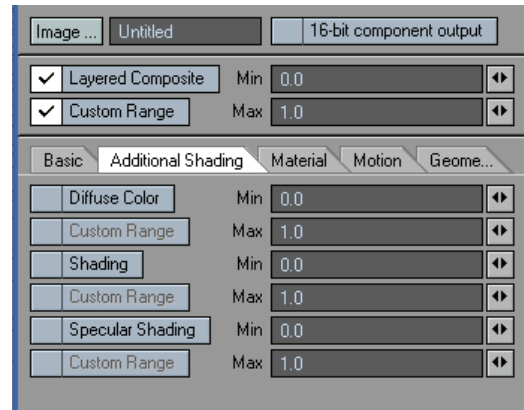 Image ... Untitled 16-bit component output
Layered Composite Min 0.0
Custom Range Max 1.0
Basic Additional Shading Material Motion Geome...
Diffuse Color Min 0.0
Custom Range Max 1.0
Shading Min 0.0
Custom Range Max 1.0
Specular Shading Min 0.0
Custom Range Max 1.0